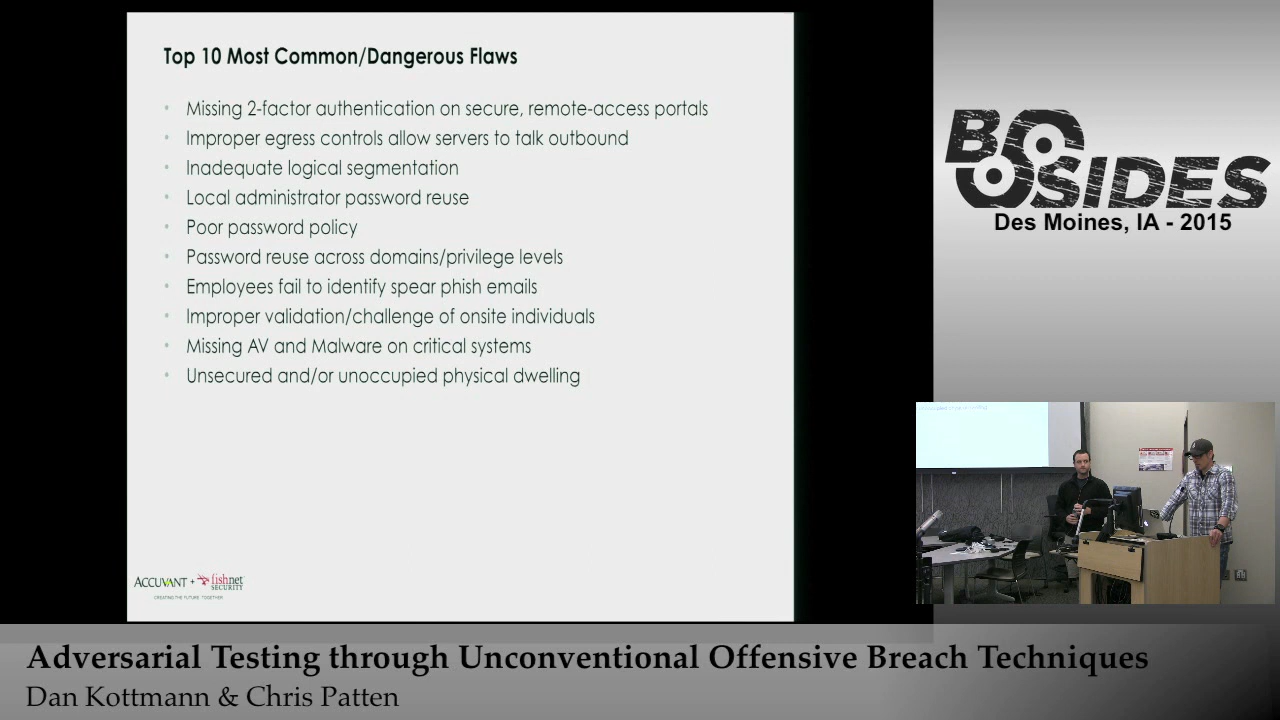 Top 10 Most Common/Dangerous Flaws
• Missing 2-factor authentication on secure, remote-access portals
• Improper egress controls allow servers to talk outbound
• Inadequate logical segmentation
• Local administrator password reuse
• Poor password policy
• Password reuse across domains/privilege levels
• Employees fail to identify spear phish emails
• Improper validation/challenge of onsite individuals
• Missing AV and Malware on critical systems
• Unsecured and/or unoccupied physical dwelling
ACCUVANT + fishnet SECURITY
CREATING THE FUTURE TOGETHER
BSIDES
Des Moines, IA - 2015
Adversarial Testing through Unconventional Offensive Breach Techniques
Dan Kottmann & Chris Patten